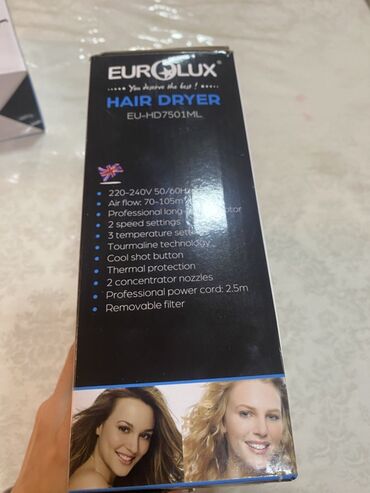 EUROLUX
You deserve the best!
HAIR DRYER
EU-HD7501ML
• 220-240V 50/60H
• Air flow: 70-105m
• Professional long-
• 2 speed settings
• 3 temperature sett
• Tourmaline technology
• Cool shot button
• Thermal protection
• 2 concentrator nozzles
• Professional power cord: 2.5m
• Removable filter